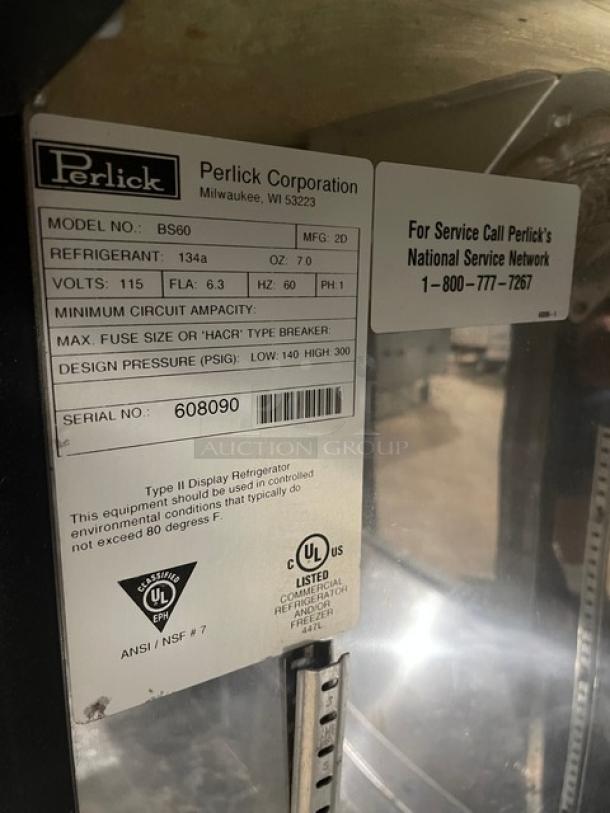 Perlick
Perlick Corporation
Milwaukee, WI 53223
MODEL NO.: BS60
MFG: 2D
REFRIGERANT: 134a OZ: 7.0
VOLTS: 115 FLA: 6.3 HZ: 60 PH: 1
MINIMUM CIRCUIT AMPACITY:
MAX. FUSE SIZE OR "HACR" TYPE BREAKER:
DESIGN PRESSURE (PSIG): LOW: 140 HIGH: 300
SERIAL NO.: 608090
AUCTION GROUP
Type II Display Refrigerator
This equipment should be used in controlled
environmental conditions that typically do
not exceed 80 degress F.
CLASSIFIED
UL
EPH
ANSI / NSF # 7
C UL US
LISTED
COMMERCIAL
REFRIGERATOR
AND/OR
FREEZER
447L
For Service Call Perlick's
National Service Network
1-800-777-7267